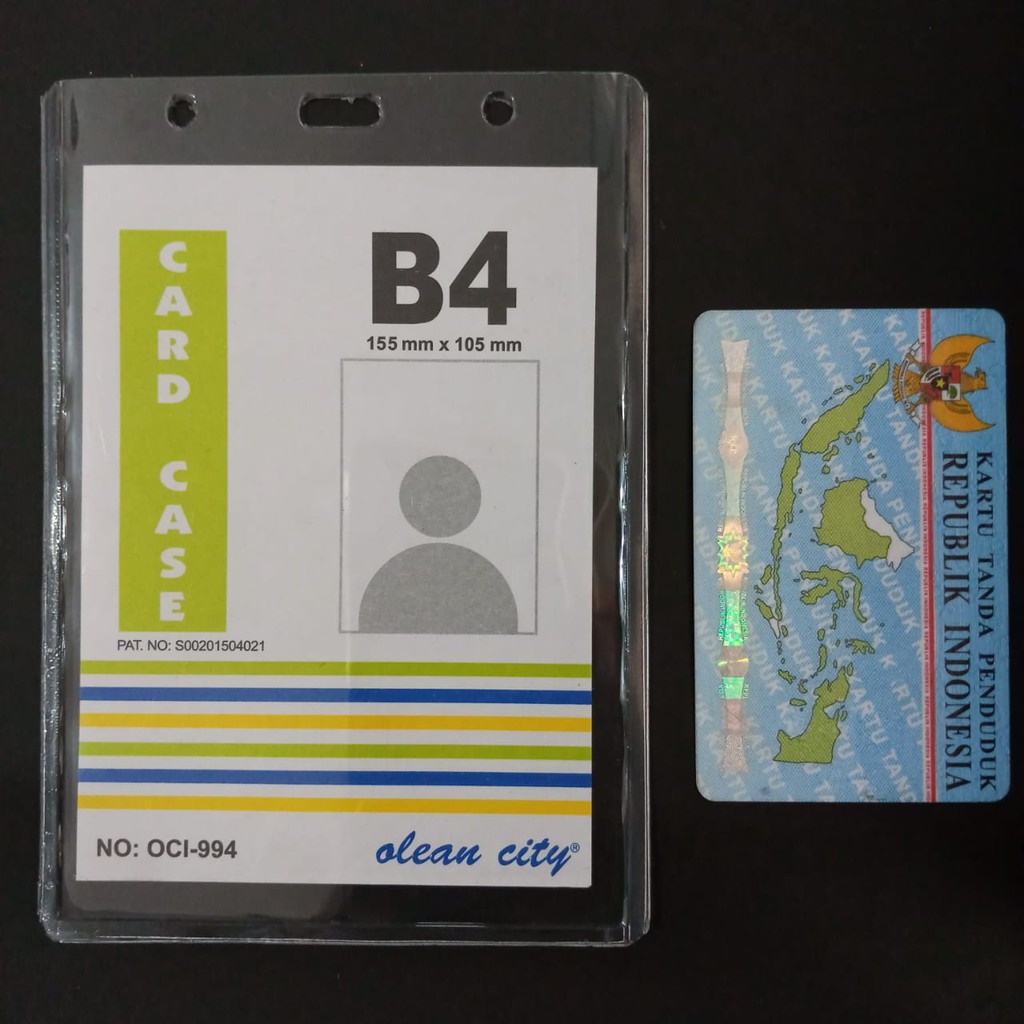 CARD CASE
B4
155 mm x 105 mm
PAT. NO: S00201504021
NO: OCI-994
olean city®
KARTU TANDA PENDUDUK
REPUBLIK INDONESIA